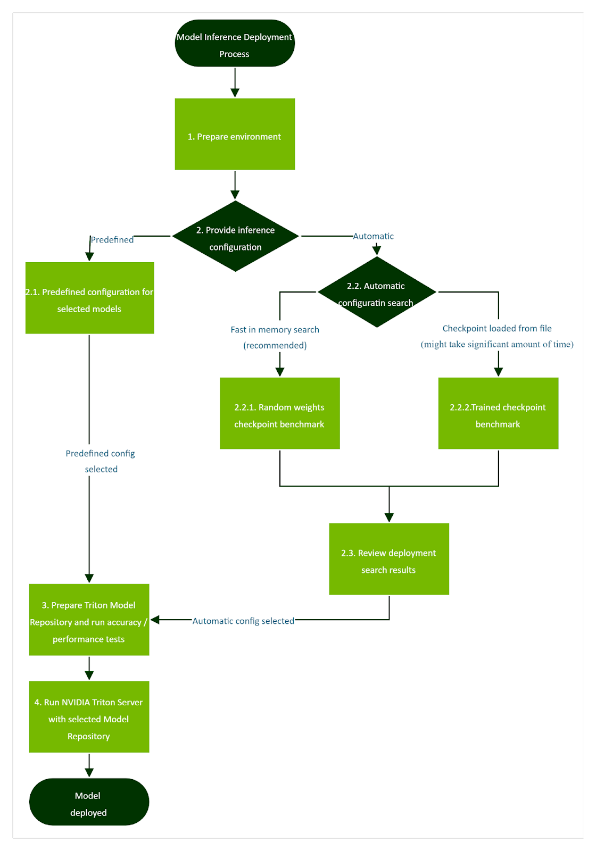 Model Inference Deployment
Process
1. Prepare environment
2. Provide inference
configuration
Predefined
Automatic
2.1. Predefined configuration for
selected models
2.2. Automatic
configuratin search
Fast in memory search
(recommended)
Checkpoint loaded from file
(might take significant amount of time)
2.2.1. Random weights
checkpoint benchmark
2.2.2.Trained checkpoint
benchmark
Predefined config
selected
2.3. Review deployment
search results
3. Prepare Triton Model
Repository and run accuracy /
performance tests
Automatic config selected
4. Run NVIDIA Triton Server
with selected Model
Repository
Model
deployed